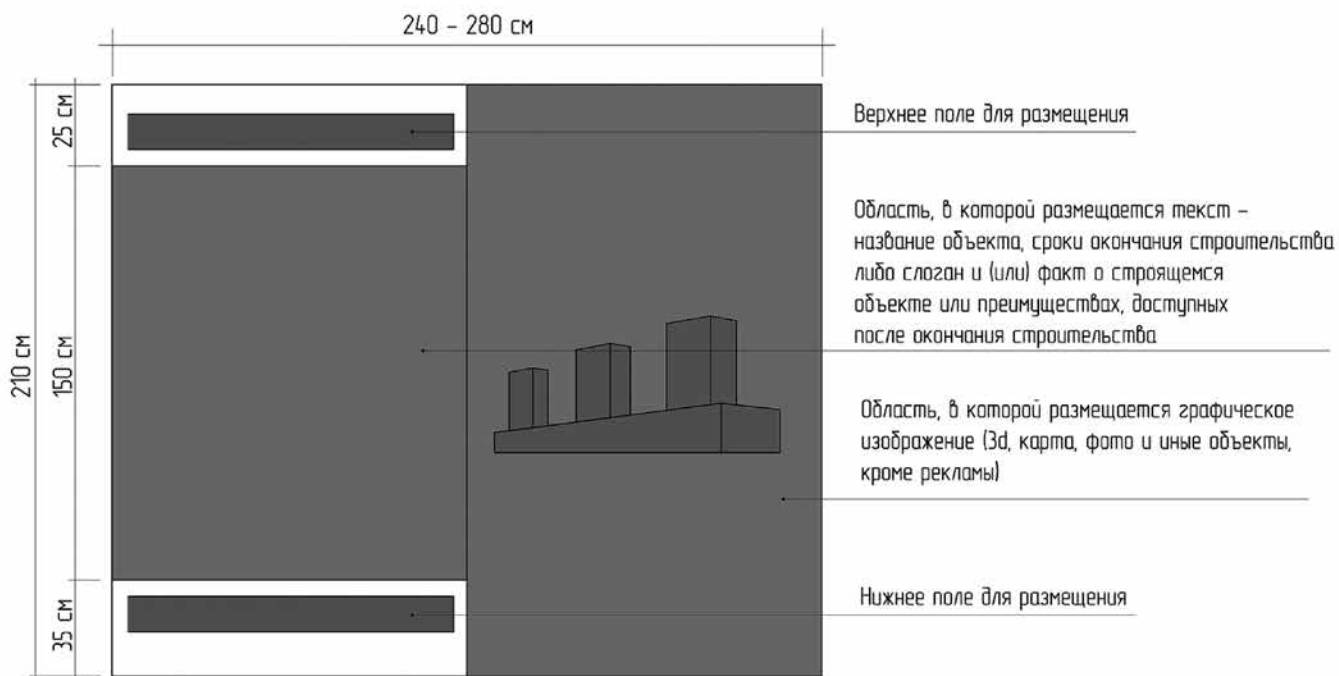 240 – 280 см
25 см
150 см
210 см
35 см
Верхнее поле для размещения
Область, в которой размещается текст –
название объекта, сроки окончания строительства
либо слоган и (или) факт о строящемся
объекте или преимуществах, доступных
после окончания строительства
Область, в которой размещается графическое
изображение (3d, карта, фото и иные объекты,
кроме рекламы)
Нижнее поле для размещения